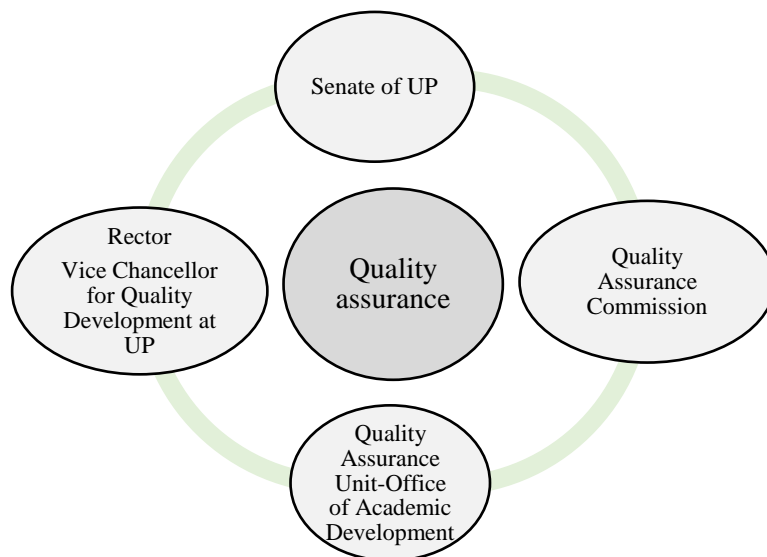 Senate of UP
Rector
Vice Chancellor
for Quality
Development at
UP
Quality
assurance
Quality
Assurance
Commission
Quality
Assurance
Unit-Office
of Academic
Development